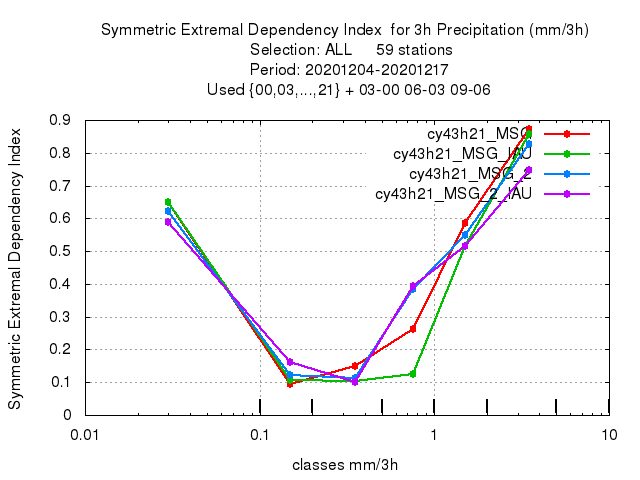 Symmetric Extremal Dependency Index  for 3h Precipitation (mm/3h)
Selection: ALL     59 stations
Period: 20201204-20201217
Used {00,03,...,21} + 03-00 06-03 09-06
cy43h21_MSG
cy43h21_MSG_IAU
cy43h21_MSG_2
cy43h21_MSG_2_IAU
Symmetric Extremal Dependency Index
0.9
0.8
0.7
0.6
0.5
0.4
0.3
0.2
0.1
0
0.01 0.1 1 10
classes mm/3h